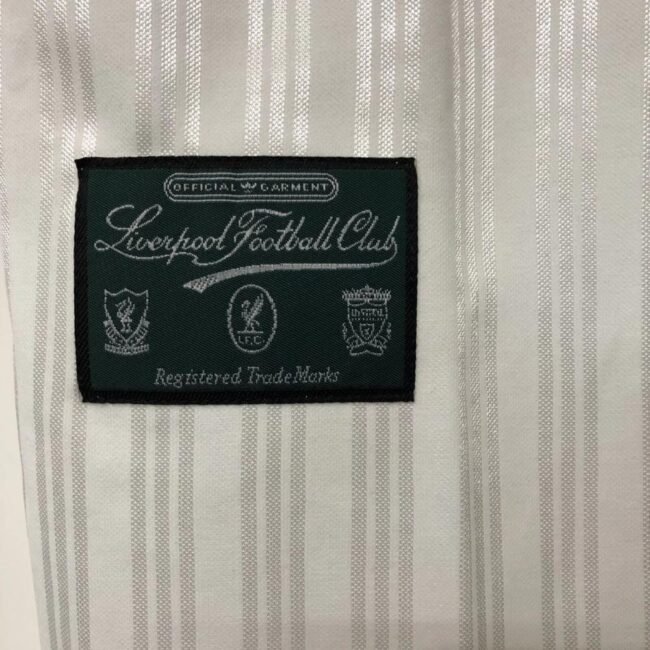 OFFICIAL GARMENT
Liverpool Football Club
L.F.C.
Registered Trade Marks